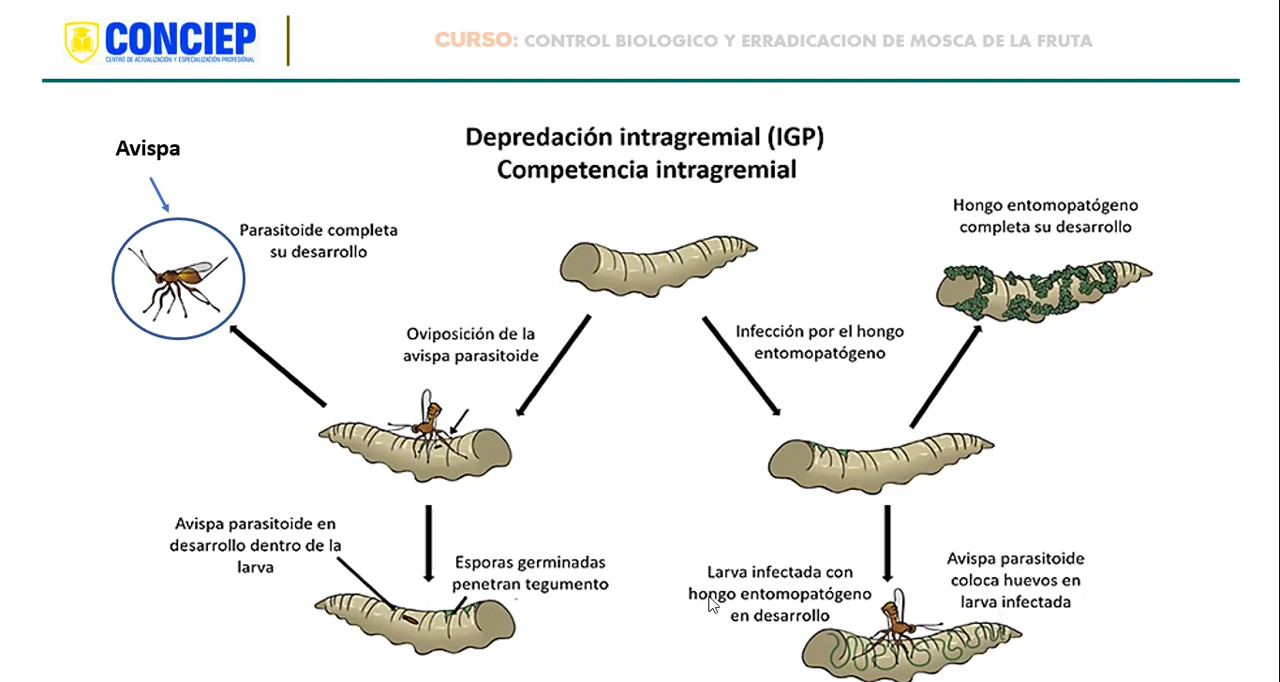 CONCIEP
CENTRO DE ACTUALIZACIÓN Y ESPECIALIZACIÓN PROFESIONAL
CURSO: CONTROL BIOLOGICO Y ERRADICACION DE MOSCA DE LA FRUTA
Depredación intragremial (IGP)
Competencia intragremial
Avispa
Parasitoide completa
su desarrollo
Hongo entomopatógeno
completa su desarrollo
Oviposición de la
avispa parasitoide
Infección por el hongo
entomopatógeno
Avispa parasitoide en
desarrollo dentro de la
larva
Esporas germinadas
penetran tegumento
Larva infectada con
hongo entomopatógeno
en desarrollo
Avispa parasitoide
coloca huevos en
larva infectada